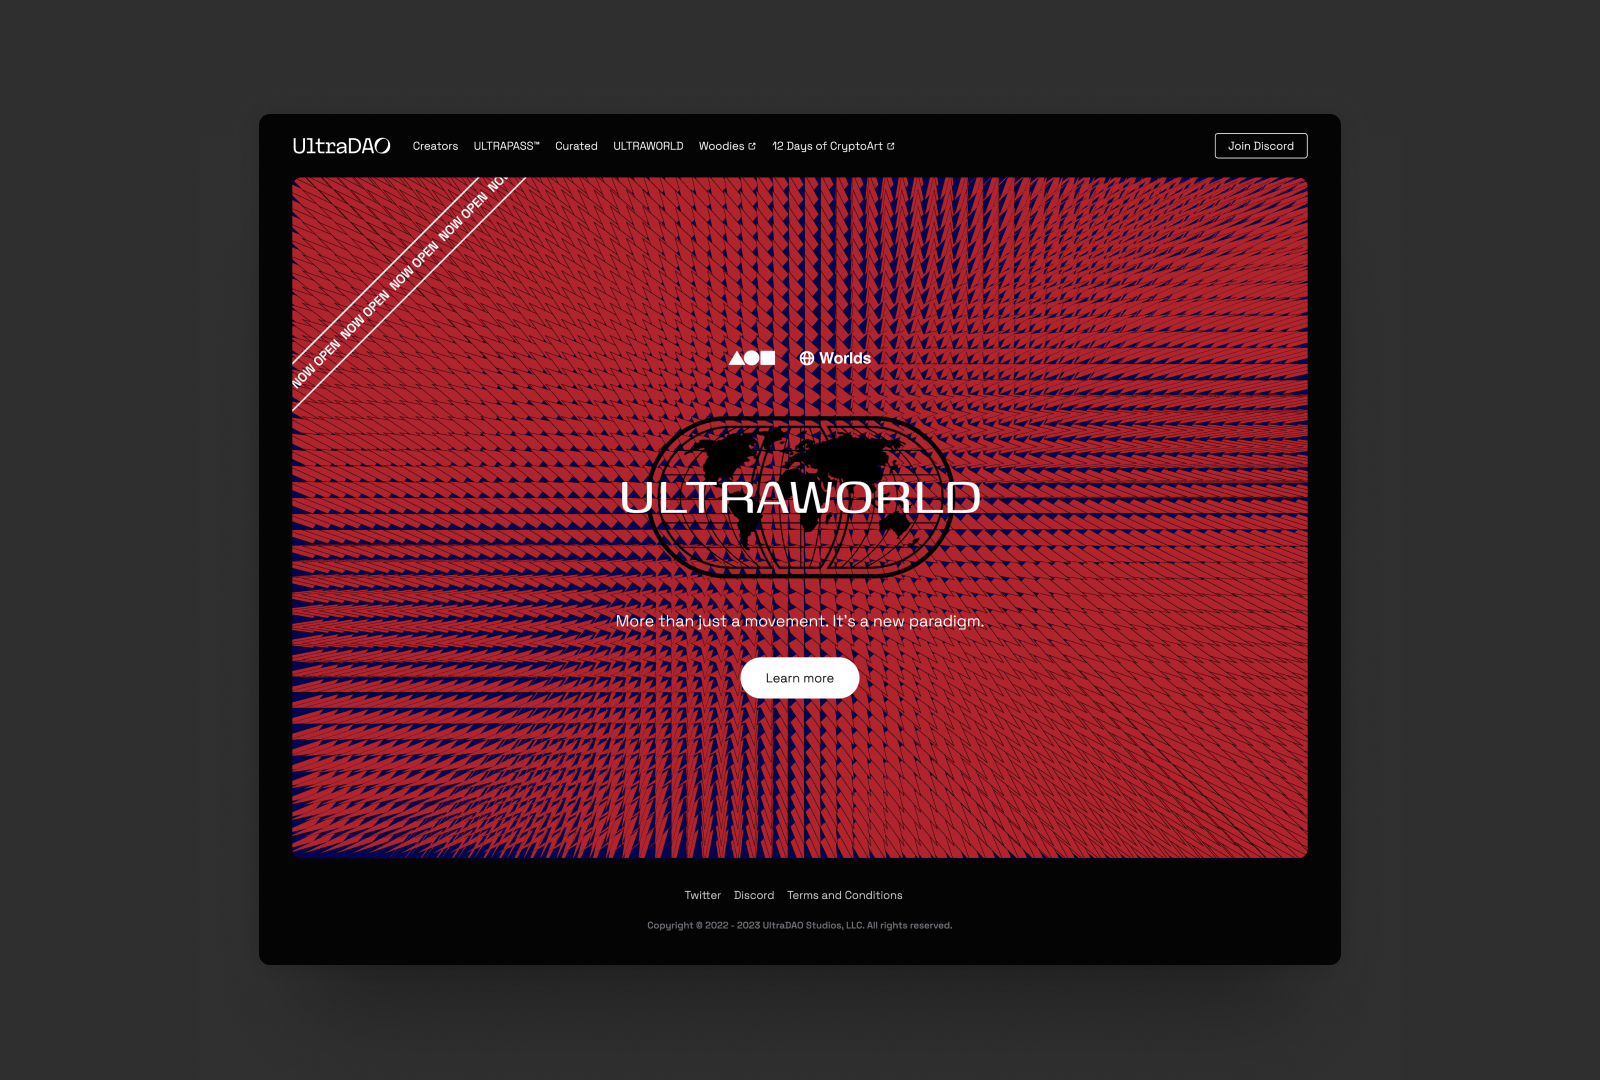 UltraDAO Creators ULTRAPASS™ Curated ULTRAWORLD Woodies 12 Days of CryptoArt Join Discord
NOW OPEN NOW OPEN NOW OPEN NOW OPEN
Worlds
ULTRAWORLD
More than just a movement. It's a new paradigm.
Learn more
Twitter Discord Terms and Conditions
Copyright © 2022 - 2023 UltraDAO Studios, LLC. All rights reserved.